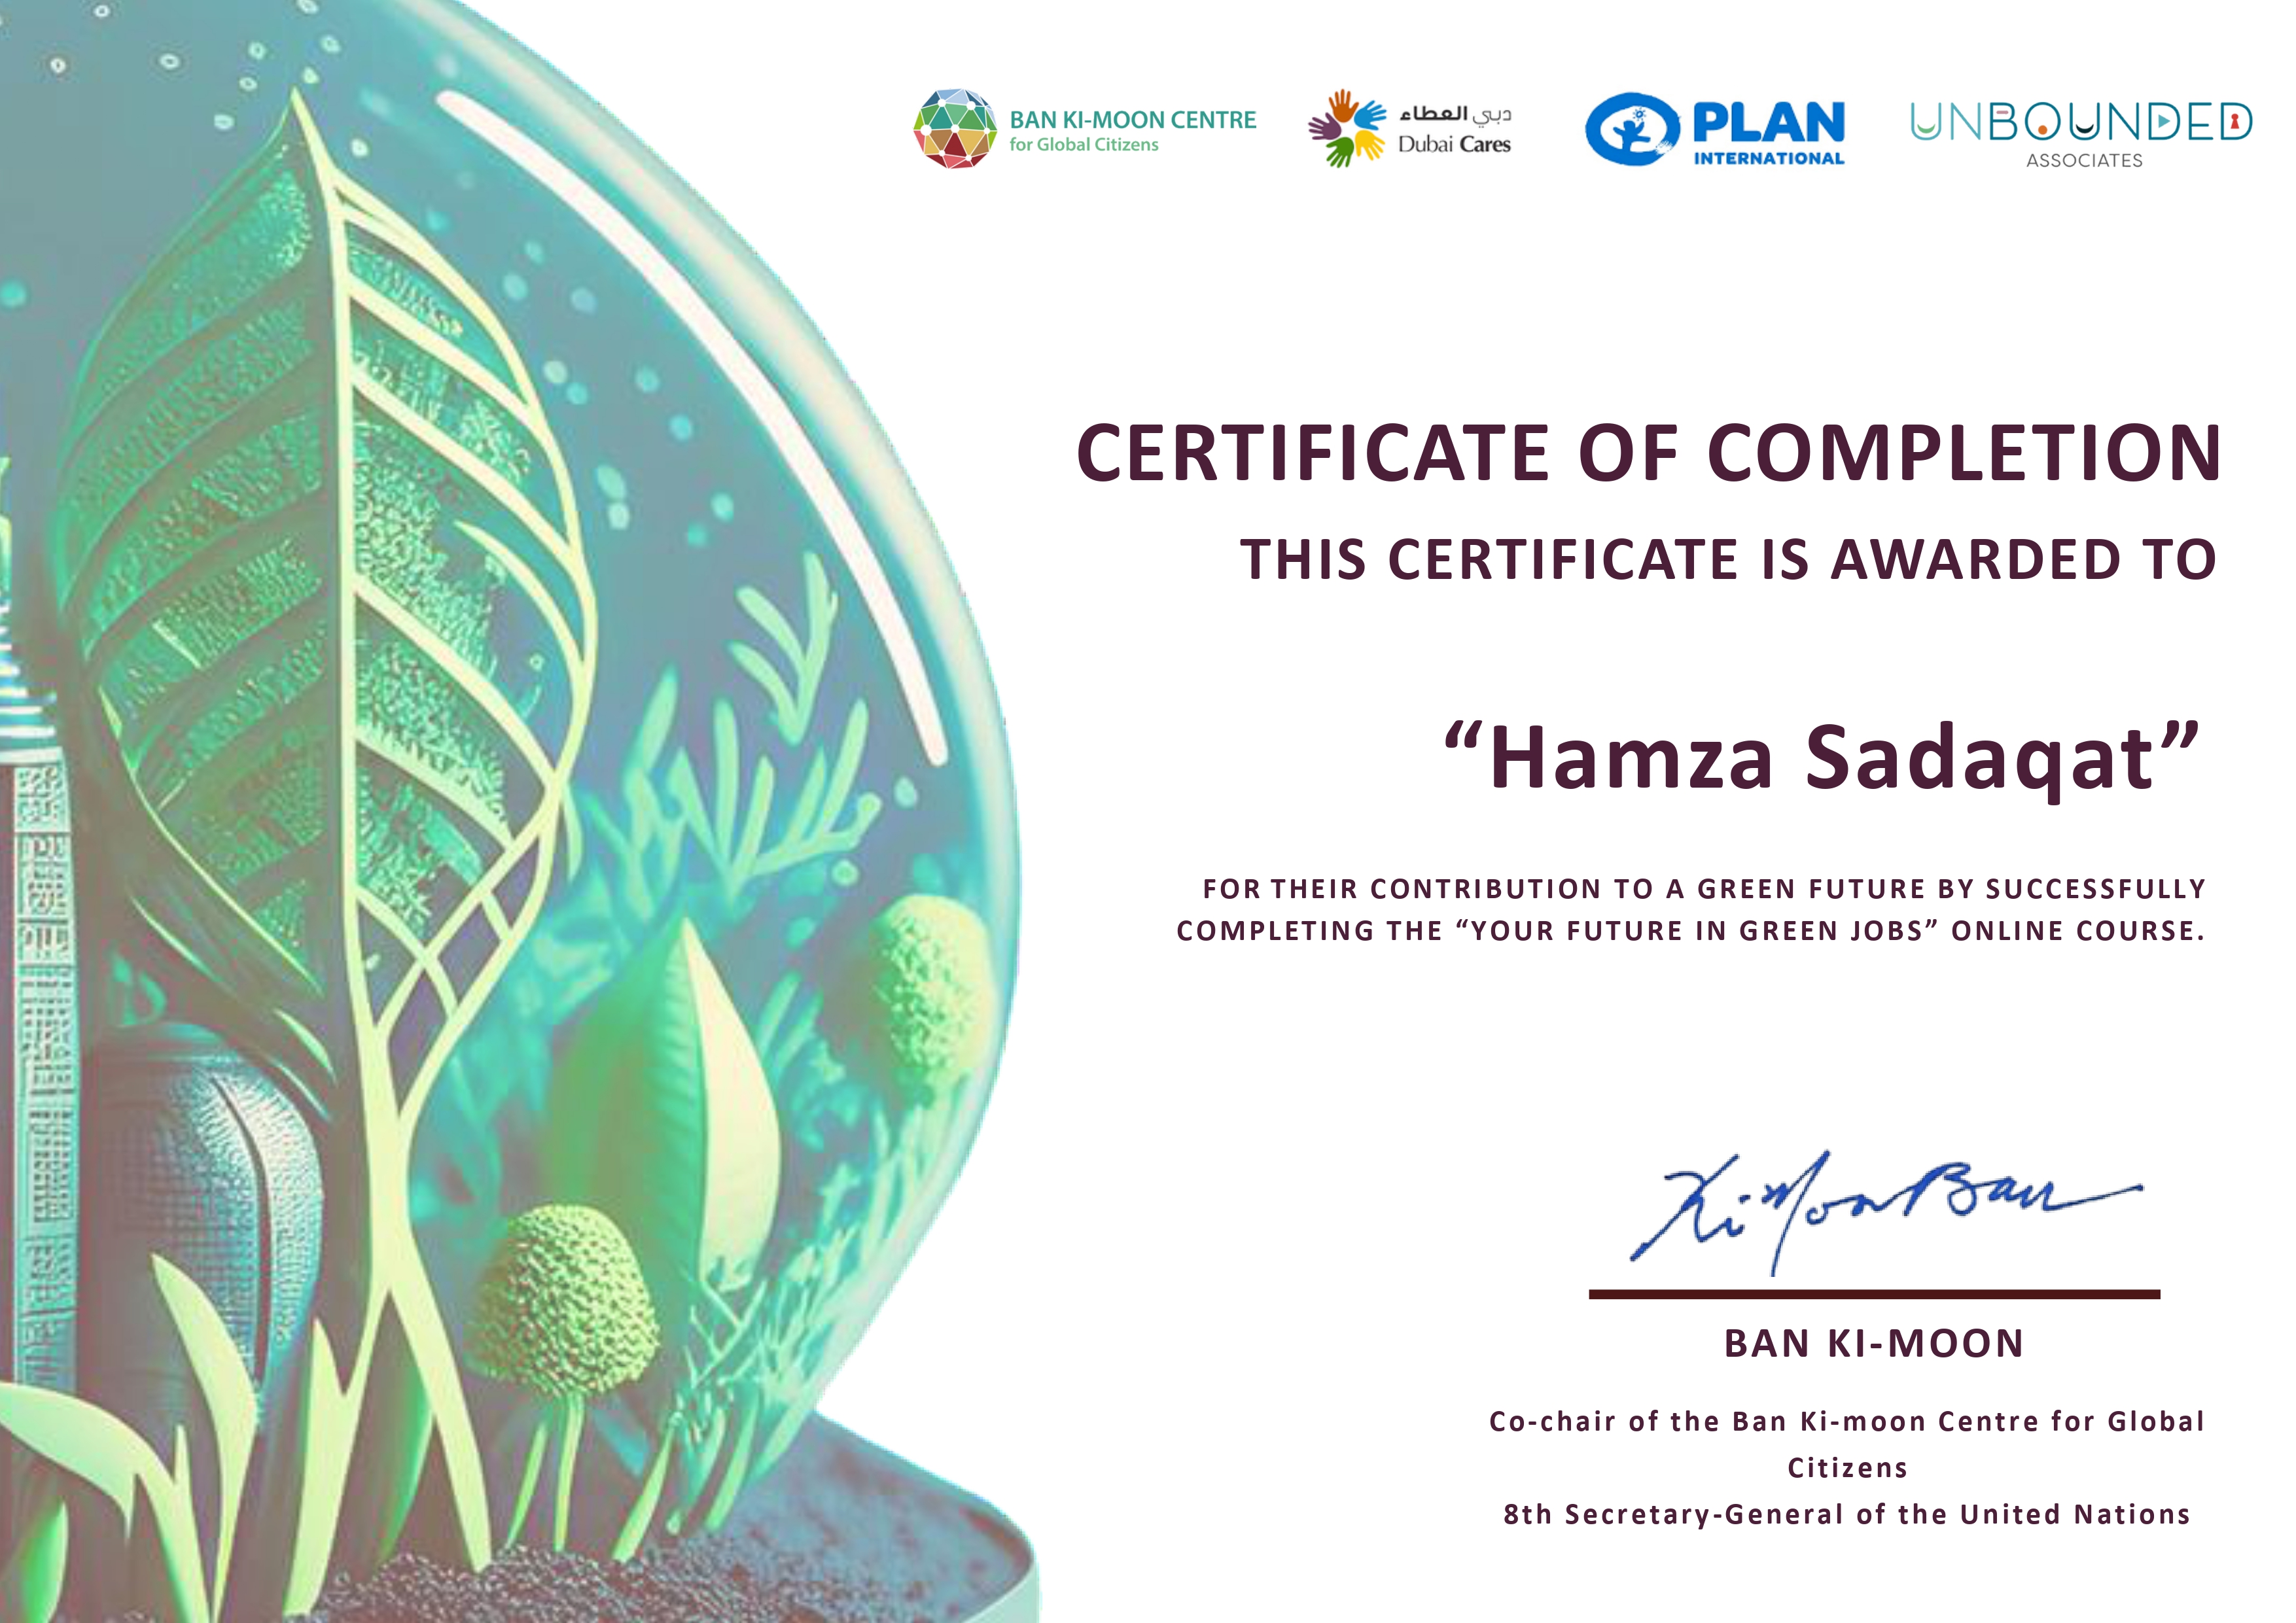 BAN KI-MOON CENTRE
for Global Citizens
دبي العطاء
Dubai Cares
PLAN
INTERNATIONAL
UNBOUNDED
ASSOCIATES
CERTIFICATE OF COMPLETION
THIS CERTIFICATE IS AWARDED TO
“Hamza Sadaqat”
FOR THEIR CONTRIBUTION TO A GREEN FUTURE BY SUCCESSFULLY
COMPLETING THE “YOUR FUTURE IN GREEN JOBS” ONLINE COURSE.
Ki Moon Ban
BAN KI-MOON
Co-chair of the Ban Ki-moon Centre for Global
Citizens
8th Secretary-General of the United Nations